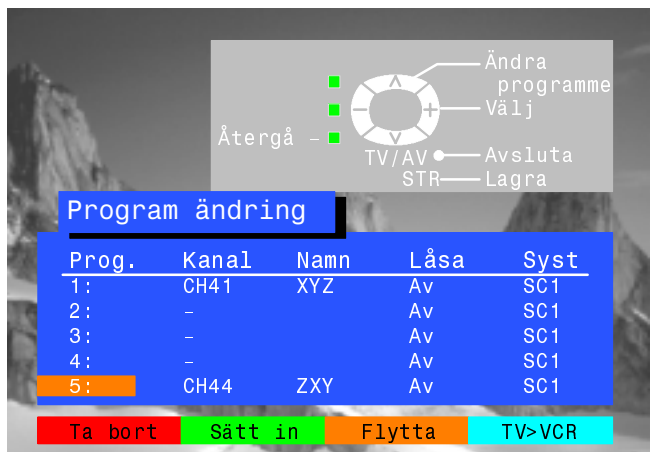 Ändra
programme
Välj
Återgå –
TV/AV Avsluta
STR Lagra
Program ändring
Prog. Kanal Namn Låsa Syst
1: CH41 XYZ Av SC1
2: – Av SC1
3: – Av SC1
4: – Av SC1
5: CH44 ZXY Av SC1
Ta bort Sätt in Flytta TV>VCR